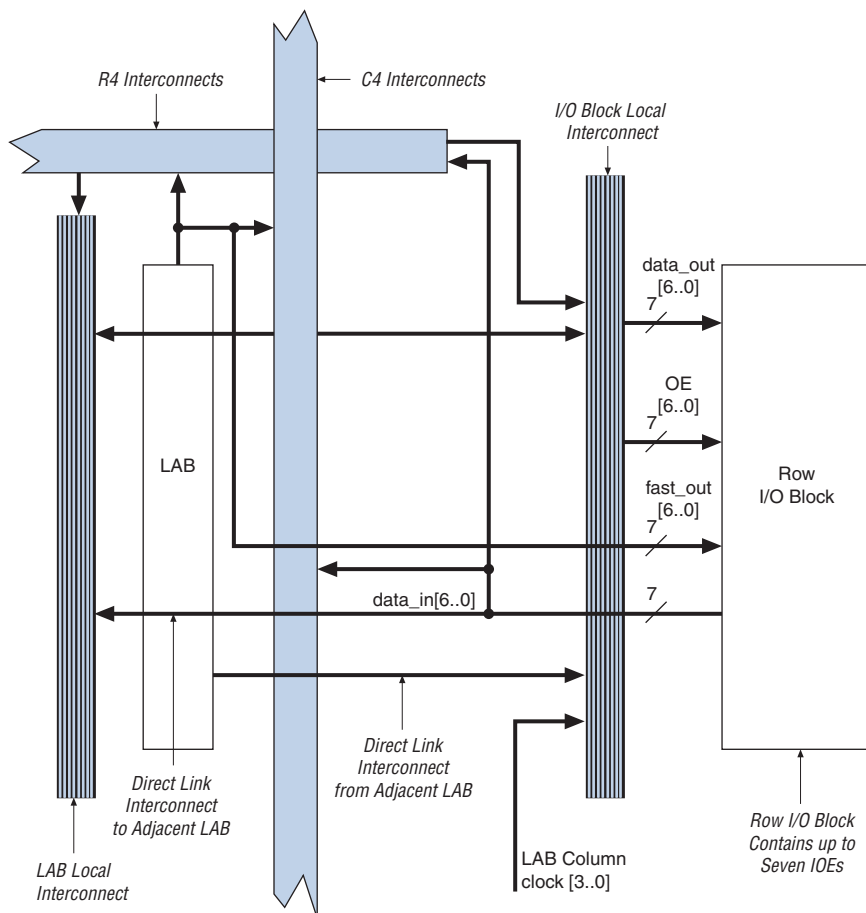 R4 Interconnects
C4 Interconnects
I/O Block Local
Interconnect
data_out
[6..0]
7
OE
[6..0]
7
LAB
Row
I/O Block
fast_out
[6..0]
7
data_in[6..0]
7
Direct Link
Interconnect
to Adjacent LAB
Direct Link
Interconnect
from Adjacent LAB
LAB Local
Interconnect
LAB Column
clock [3..0]
Row I/O Block
Contains up to
Seven IOEs